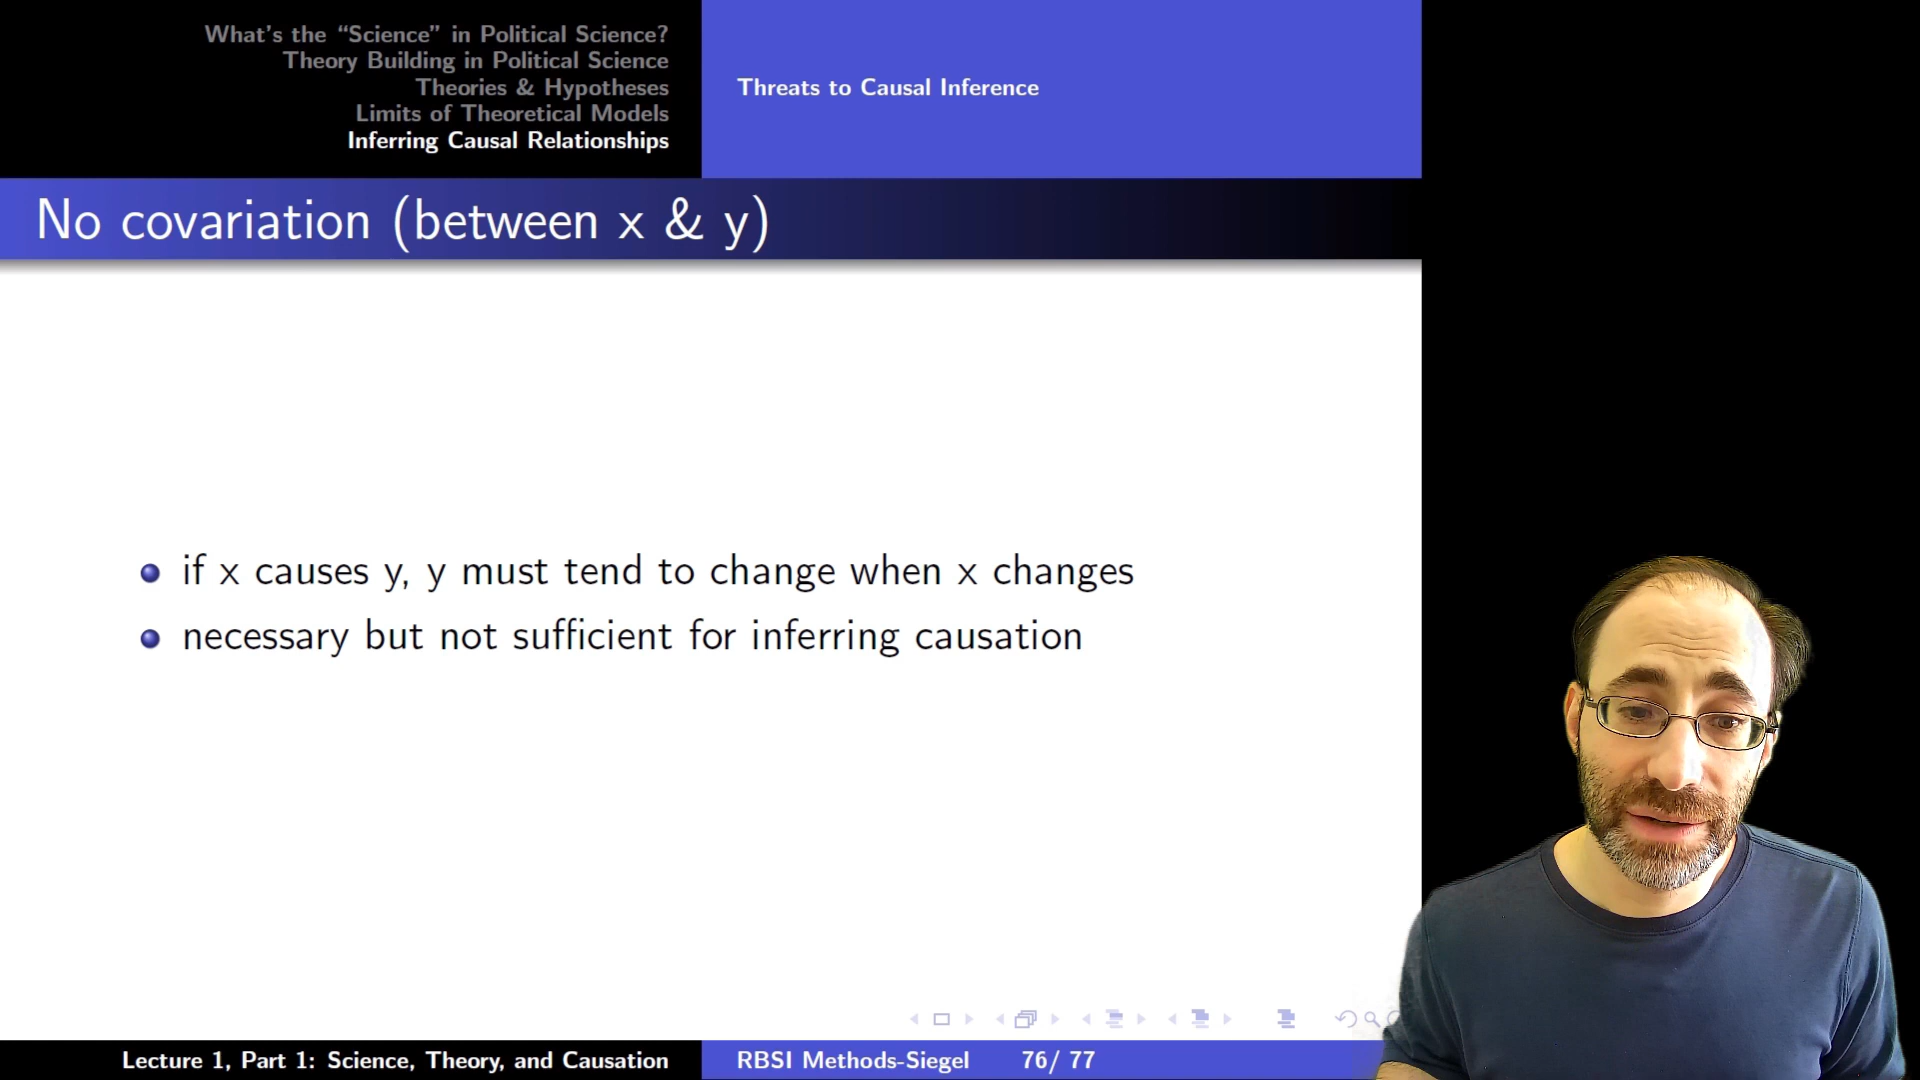 What's the “Science” in Political Science?
Theory Building in Political Science
Theories & Hypotheses
Limits of Theoretical Models
Inferring Causal Relationships
Threats to Causal Inference
No covariation (between x & y)
if x causes y, y must tend to change when x changes
necessary but not sufficient for inferring causation
Lecture 1, Part 1: Science, Theory, and Causation
RBSI Methods-Siegel 76/ 77